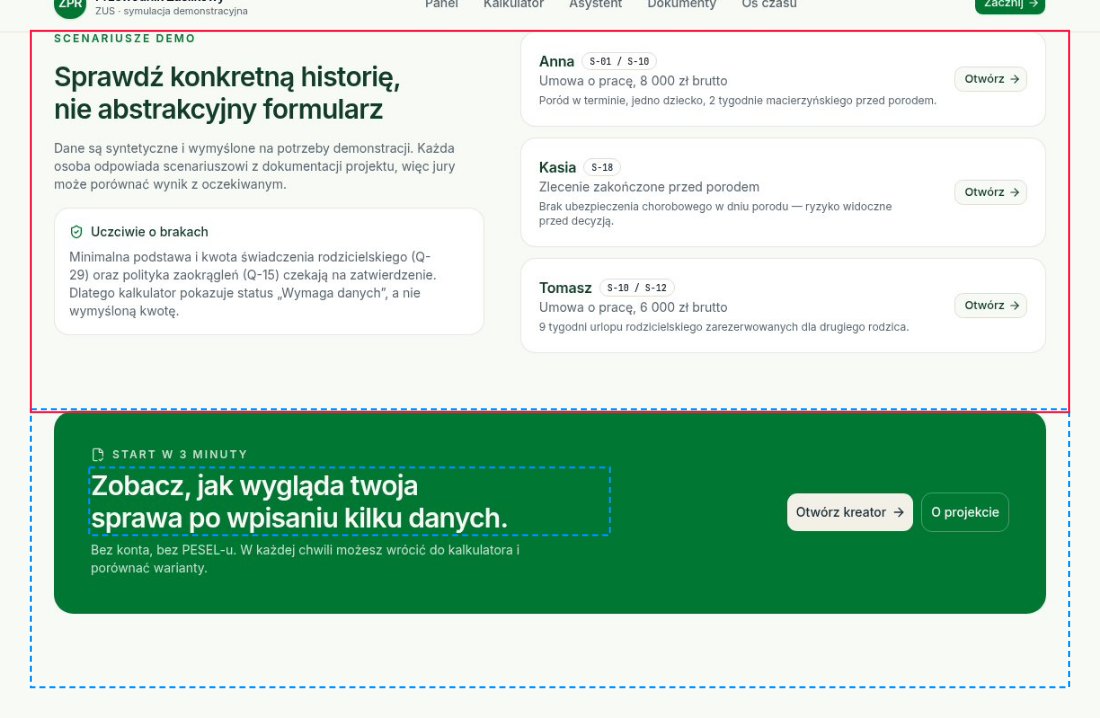 ZPR
ZUS · symulacja demonstracyjna
Panel
Kalkulator
Asystent
Dokumenty
Oś czasu
Zacznij →
SCENARIUSZE DEMO
Sprawdź konkretną historię,
nie abstrakcyjny formularz
Dane są syntetyczne i wymyślone na potrzeby demonstracji. Każda
osoba odpowiada scenariuszowi z dokumentacji projektu, więc jury
może porównać wynik z oczekiwanym.
Uczciwie o brakach
Minimalna podstawa i kwota świadczenia rodzicielskiego (Q-
29) oraz polityka zaokrągleń (Q-15) czekają na zatwierdzenie.
Dlatego kalkulator pokazuje status „Wymaga danych”, a nie
wymyśloną kwotę.
Anna S-01 / S-10
Umowa o pracę, 8 000 zł brutto
Poród w terminie, jedno dziecko, 2 tygodnie macierzyńskiego przed porodem.
Otwórz →
Kasia S-18
Zlecenie zakończone przed porodem
Brak ubezpieczenia chorobowego w dniu porodu — ryzyko widoczne
przed decyzją.
Otwórz →
Tomasz S-10 / S-12
Umowa o pracę, 6 000 zł brutto
9 tygodni urlopu rodzicielskiego zarezerwowanych dla drugiego rodzica.
Otwórz →
START W 3 MINUTY
Zobacz, jak wygląda twoja
sprawa po wpisaniu kilku danych.
Bez konta, bez PESEL-u. W każdej chwili możesz wrócić do kalkulatora i
porównać warianty.
Otwórz kreator →
O projekcie